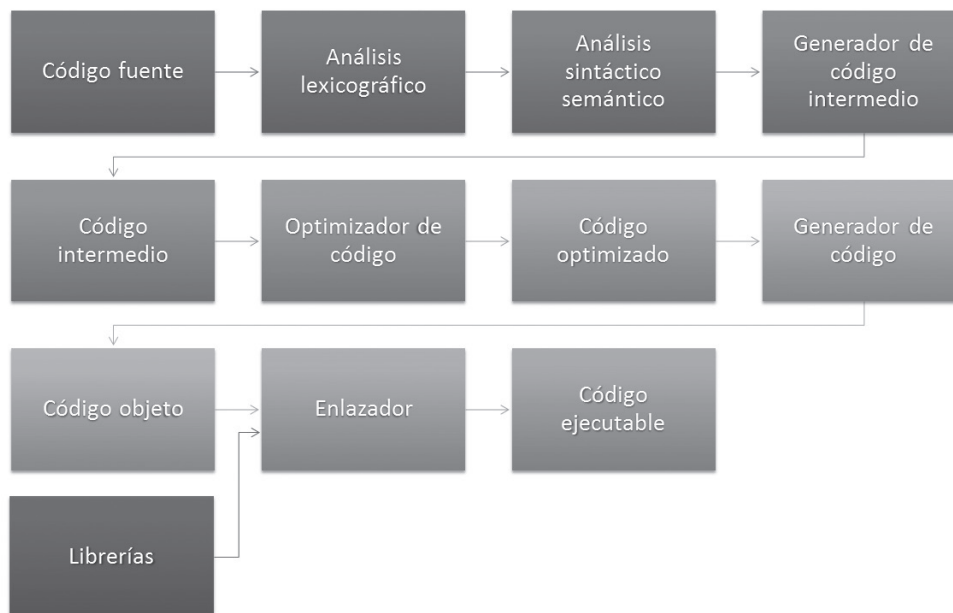 Código fuente
Análisis
lexicográfico
Análisis
sintáctico
semántico
Generador de
código
intermedio
Código
intermedio
Optimizador de
código
Código
optimizado
Generador de
código
Código objeto
Enlazador
Código
ejecutable
Librerías